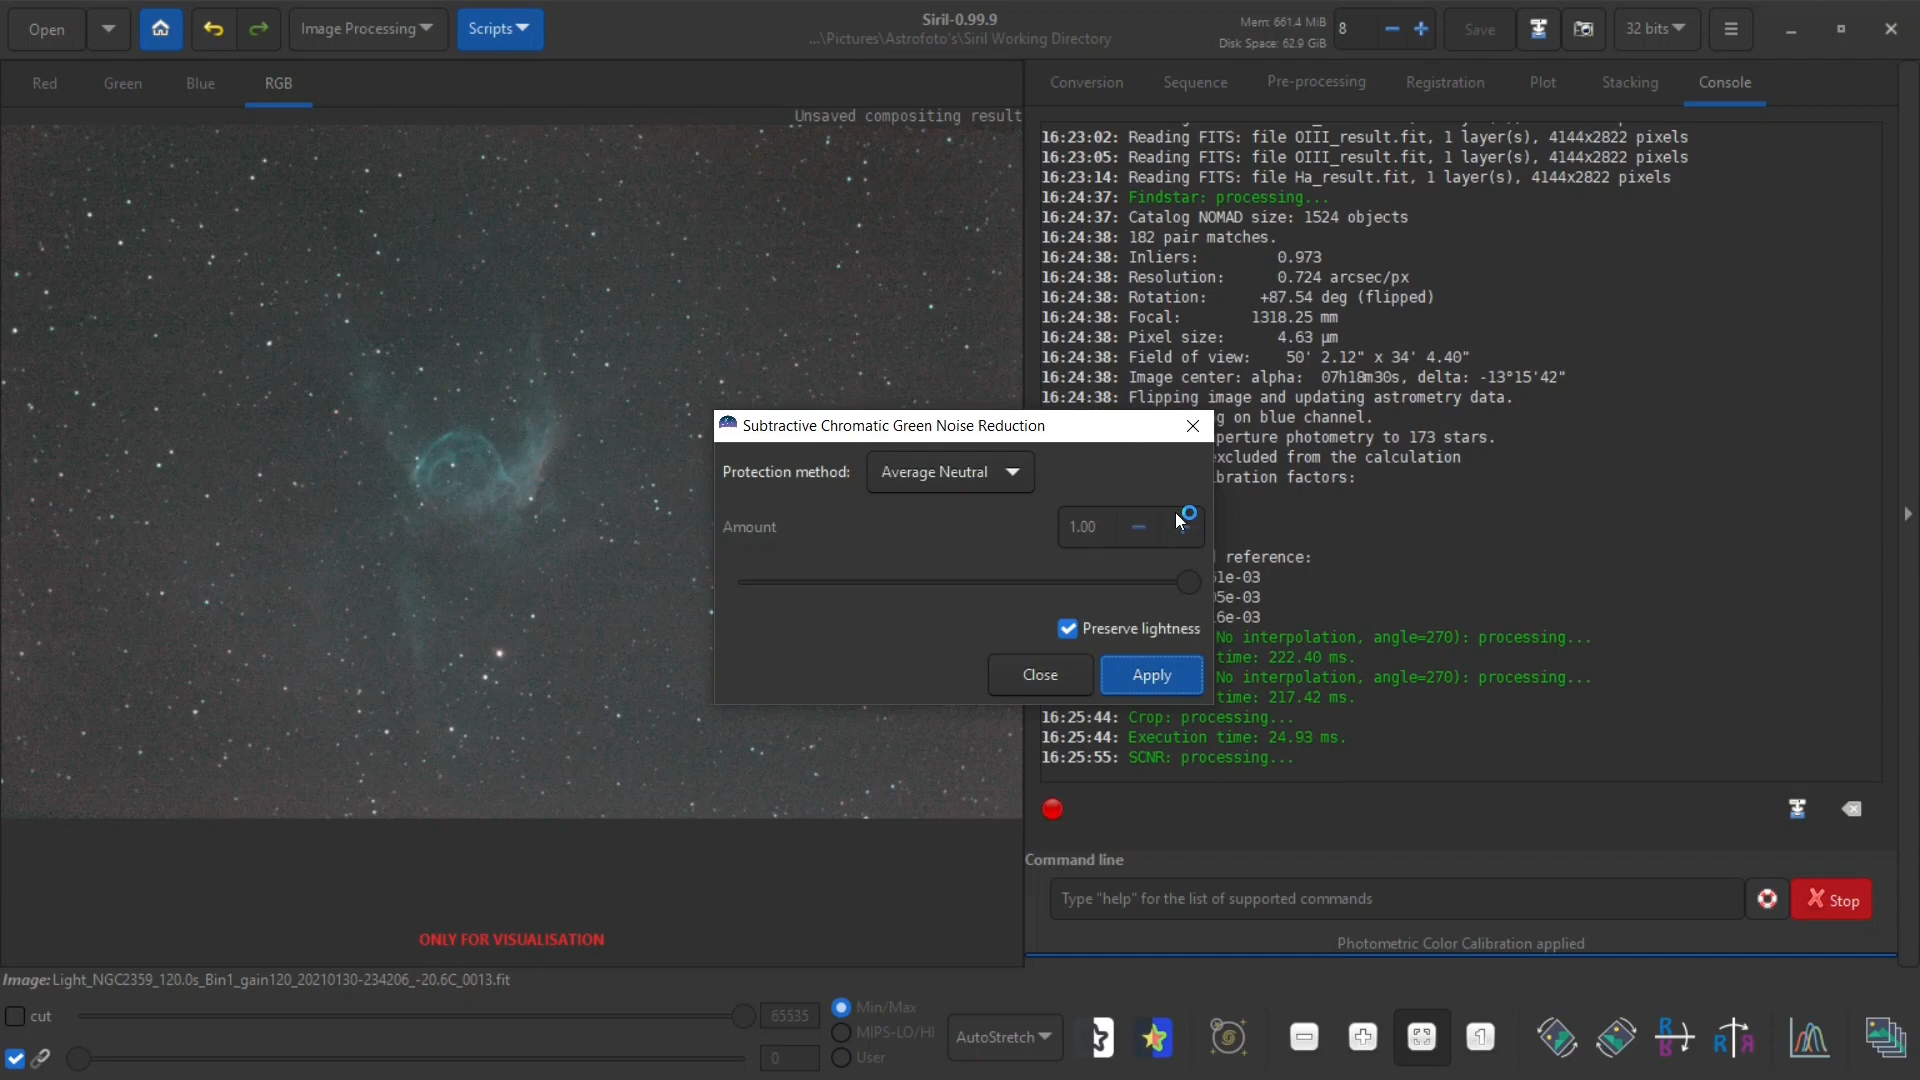 Open
Image Processing
Scripts
Siril-0.99.9
...\Pictures\Astrofoto's\Siril Working Directory
Mem: 661.4 MiB
Disk Space: 62.9 GiB
8
Save
32 bits
Red
Green
Blue
RGB
Unsaved compositing result
Conversion
Sequence
Pre-processing
Registration
Plot
Stacking
Console
16:23:02: Reading FITS: file OIII_result.fit, 1 layer(s), 4144x2822 pixels
16:23:05: Reading FITS: file OIII_result.fit, 1 layer(s), 4144x2822 pixels
16:23:14: Reading FITS: file Ha_result.fit, 1 layer(s), 4144x2822 pixels
16:24:37: Findstar: processing...
16:24:37: Catalog NOMAD size: 1524 objects
16:24:38: 182 pair matches.
16:24:38: Inliers: 0.973
16:24:38: Resolution: 0.724 arcsec/px
16:24:38: Rotation: +87.54 deg (flipped)
16:24:38: Focal: 1318.25 mm
16:24:38: Pixel size: 4.63 µm
16:24:38: Field of view: 50' 2.12" x 34' 4.40"
16:24:38: Image center: alpha: 07h18m30s, delta: -13°15'42"
16:24:38: Flipping image and updating astrometry data.
g on blue channel.
perture photometry to 173 stars.
xcluded from the calculation
bration factors:
reference:
1e-03
5e-03
6e-03
No interpolation, angle=270): processing...
time: 222.40 ms.
No interpolation, angle=270): processing...
time: 217.42 ms.
16:25:44: Crop: processing...
16:25:44: Execution time: 24.93 ms.
16:25:55: SCNR: processing...
Subtractive Chromatic Green Noise Reduction
Protection method:
Average Neutral
Amount
1.00
Preserve lightness
Close
Apply
Command line
Type "help" for the list of supported commands
Stop
Photometric Color Calibration applied
ONLY FOR VISUALISATION
Image: Light_NGC2359_120.0s_Bin1_gain120_20210130-234206_-20.6C_0013.fit
cut
65535
0
Min/Max
MIPS-LO/HI
User
AutoStretch
1
R
R
R R